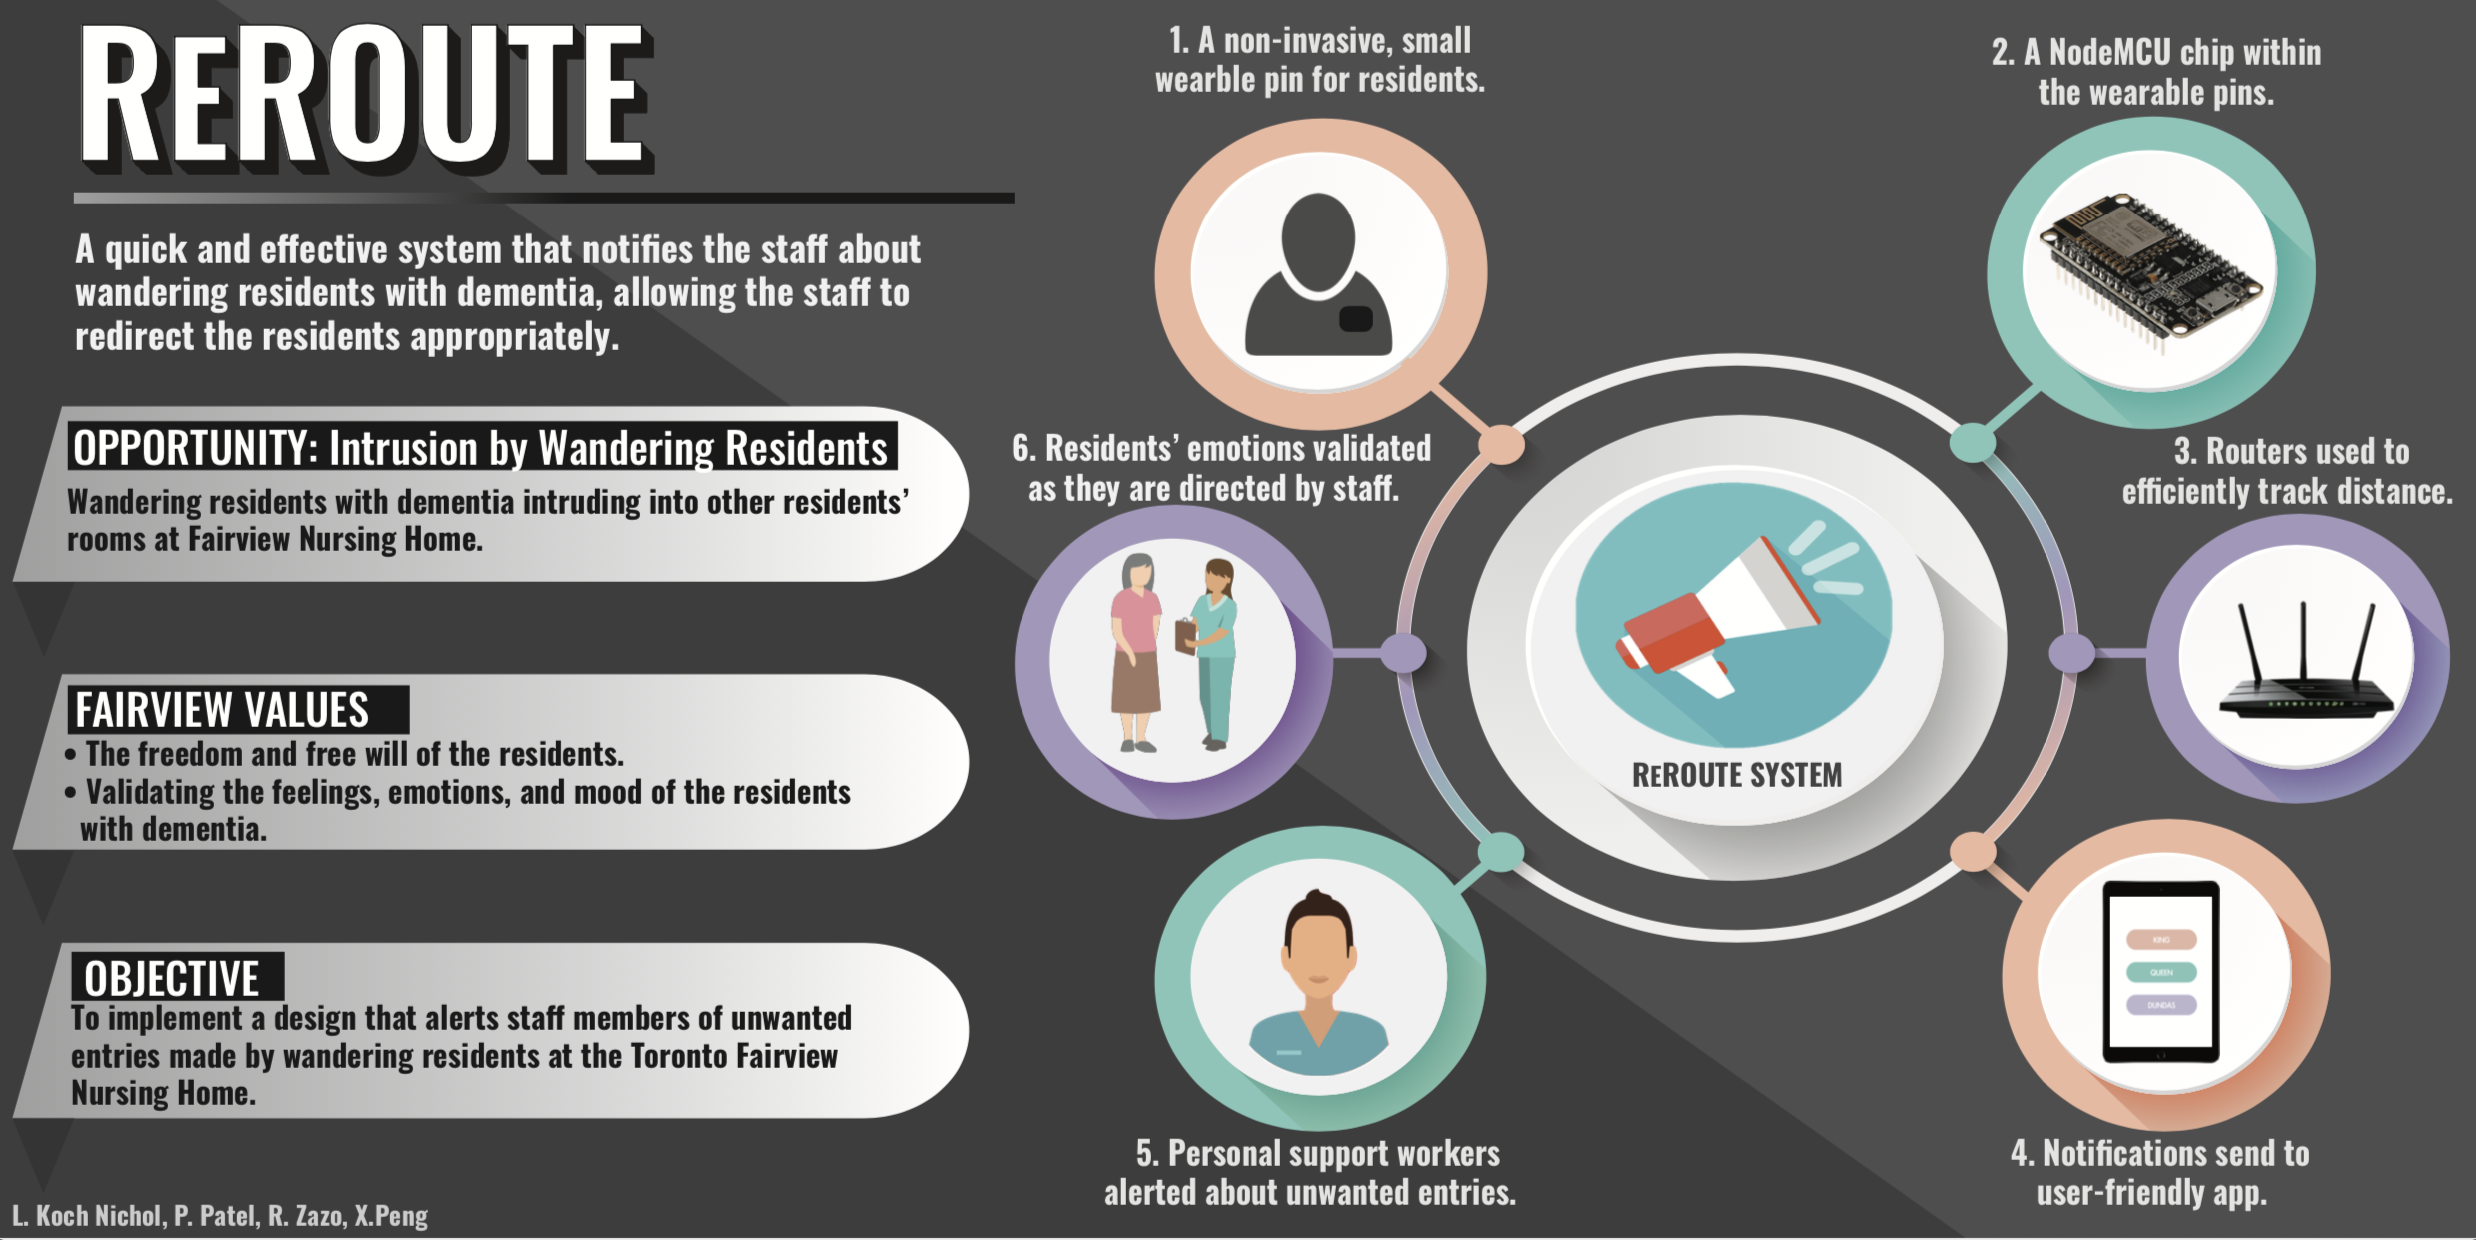 REROUTE
A quick and effective system that notifies the staff about
wandering residents with dementia, allowing the staff to
redirect the residents appropriately.
OPPORTUNITY: Intrusion by Wandering Residents
Wandering residents with dementia intruding into other residents’
rooms at Fairview Nursing Home.
FAIRVIEW VALUES
• The freedom and free will of the residents.
• Validating the feelings, emotions, and mood of the residents
with dementia.
OBJECTIVE
To implement a design that alerts staff members of unwanted
entries made by wandering residents at the Toronto Fairview
Nursing Home.
L. Koch Nichol, P. Patel, R. Zazo, X.Peng
1. A non-invasive, small
wearble pin for residents.
2. A NodeMCU chip within
the wearable pins.
3. Routers used to
efficiently track distance.
4. Notifications send to
user-friendly app.
KING
QUEEN
DUNDAS
5. Personal support workers
alerted about unwanted entries.
6. Residents’ emotions validated
as they are directed by staff.
REROUTE SYSTEM